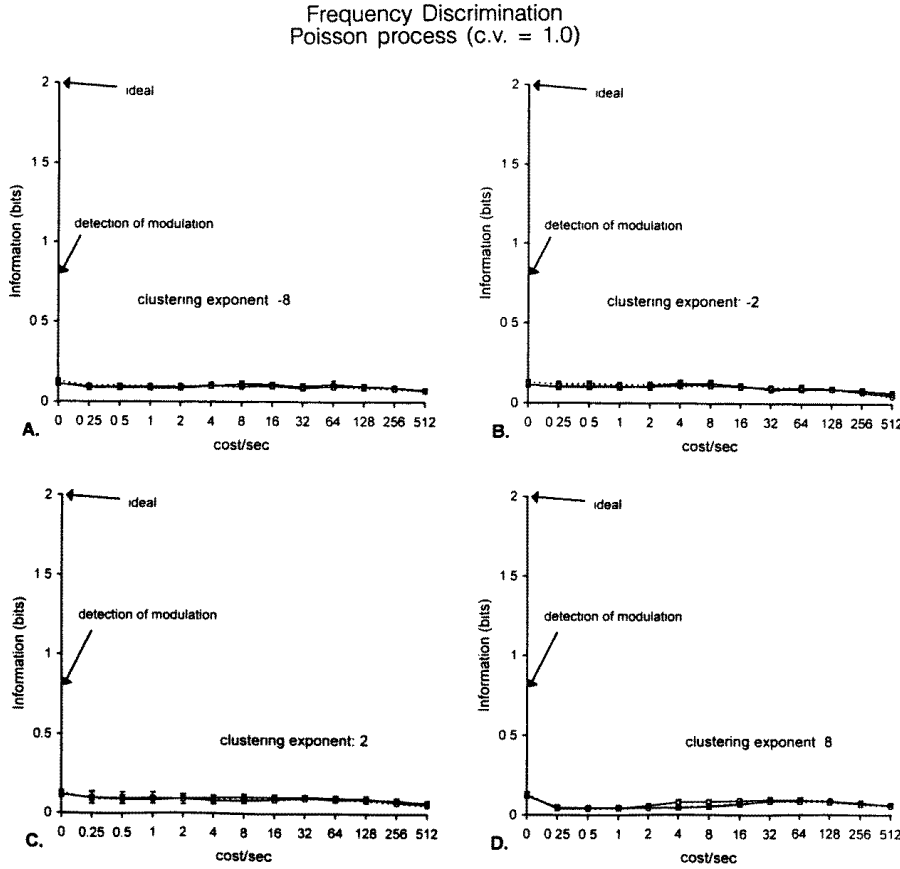 Frequency Discrimination
Poisson process (c.v. = 1.0)
2
ideal
1 5
detection of modulation
1
clustering exponent -8
0 5
0
Information (bits)
0 0 25 0.5 1 2 4 8 16 32 64 128 256 512
A.
cost/sec
2
ideal
1 5
detection of modulation
1
clustering exponent: -2
0 5
0
Information (bits)
0 0 25 0 5 1 2 4 8 16 32 64 128 256 512
B.
cost/sec
2
ideal
1 5
detection of modulation
1
clustering exponent: 2
0 5
0
Information (bits)
0 0.25 0.5 1 2 4 8 16 32 64 128 256 512
C.
cost/sec
2
ideal
1 5
detection of modulation
1
clustering exponent 8
0 5
0
Information (bits)
0 0 25 0.5 1 2 4 8 16 32 64 128 256 512
D.
cost/sec